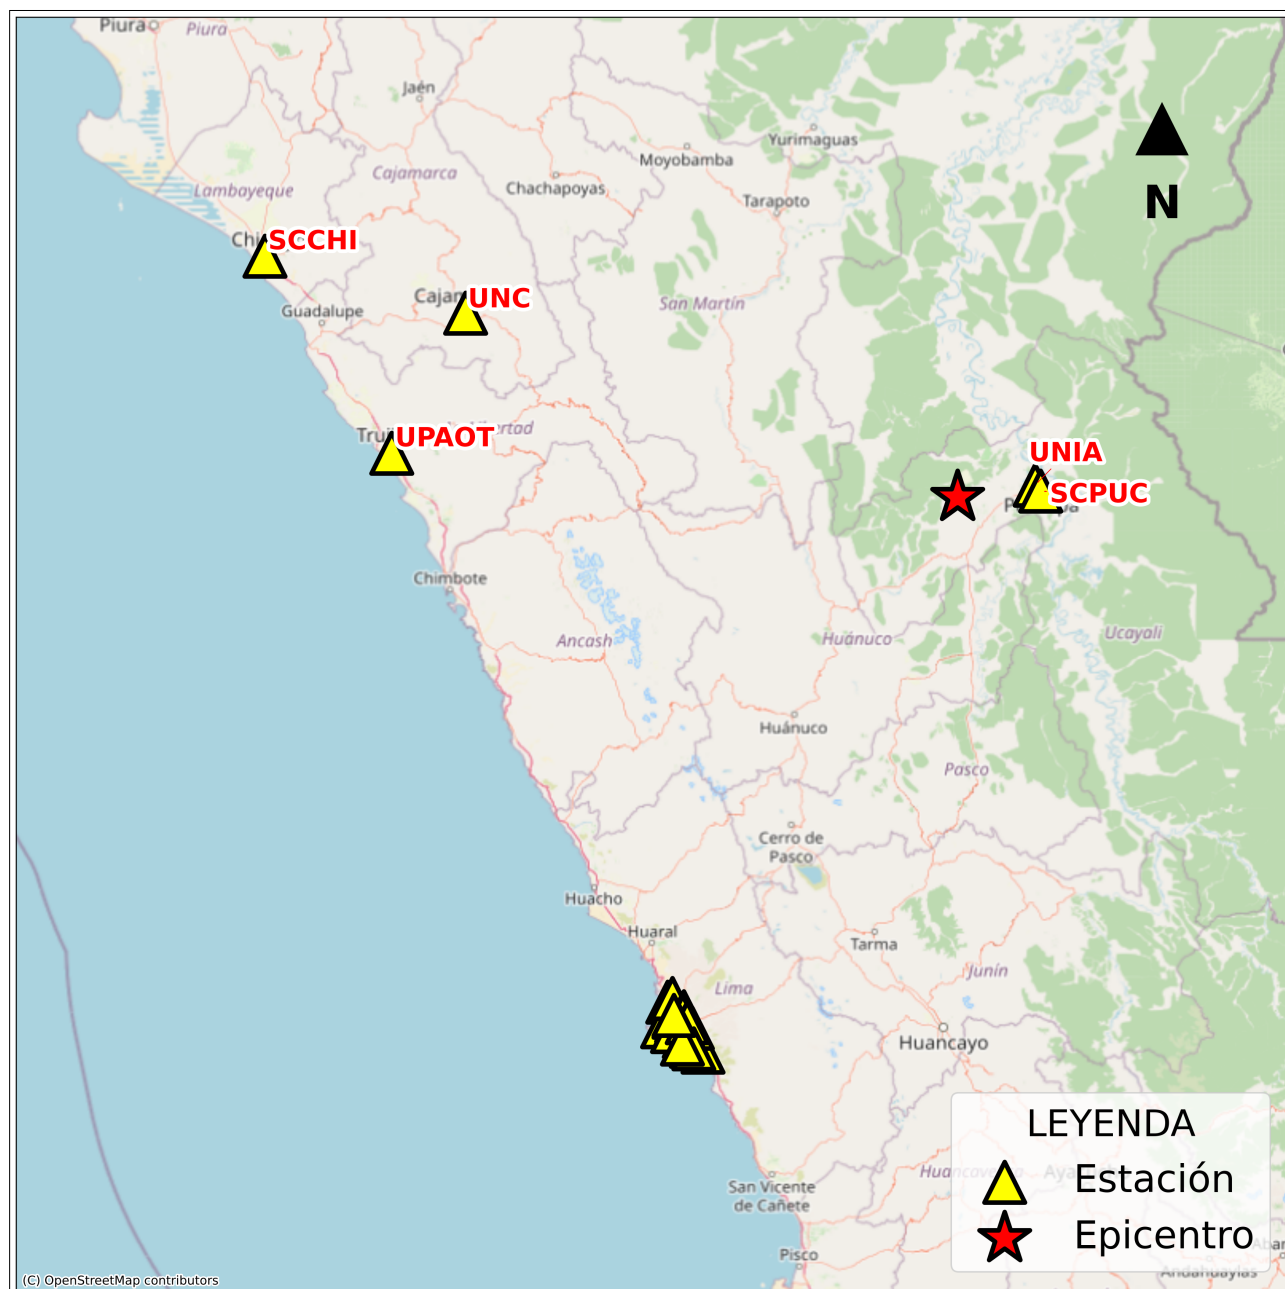 Piura
Piura
Jaén
Yurimaguas
Moyobamba
Cajamarca
Chachapoyas
Lambayeque
Tarapoto
N
SCCHI
UNC
San Martín
Guadalupe
UPAOT
UNIA
SCPUC
Chimbote
Ancash
Huánuco
Ucayali
Huánuco
Pasco
Cerro de
Pasco
Huacho
Huaral
Tarma
Junín
Lima
Huancayo
LEYENDA
Estación
Epicentro
San Vicente
de Cañete
Pisco
Andahuaylas
(C) OpenStreetMap contributors